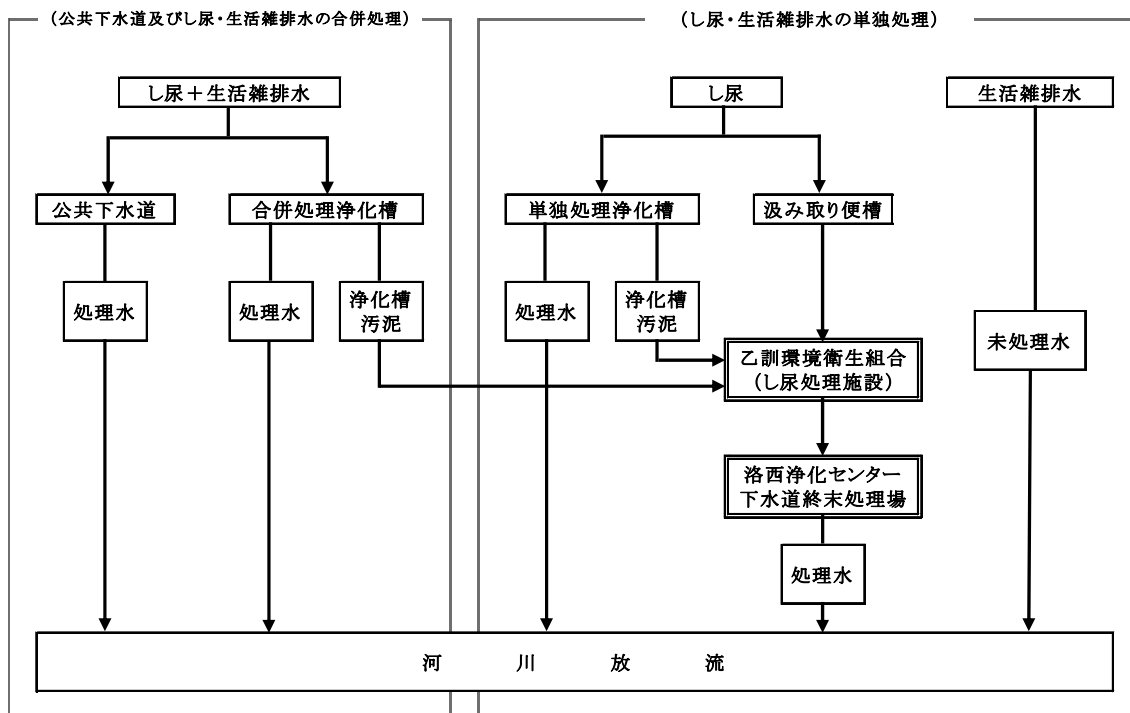 (公共下水道及びし尿・生活雑排水の合併処理)
(し尿・生活雑排水の単独処理)
し尿＋生活雑排水
し尿
生活雑排水
公共下水道
合併処理浄化槽
単独処理浄化槽
汲み取り便槽
処理水
処理水
浄化槽
汚泥
処理水
浄化槽
汚泥
未処理水
乙訓環境衛生組合
(し尿処理施設)
洛西浄化センター
下水道終末処理場
処理水
河川放流